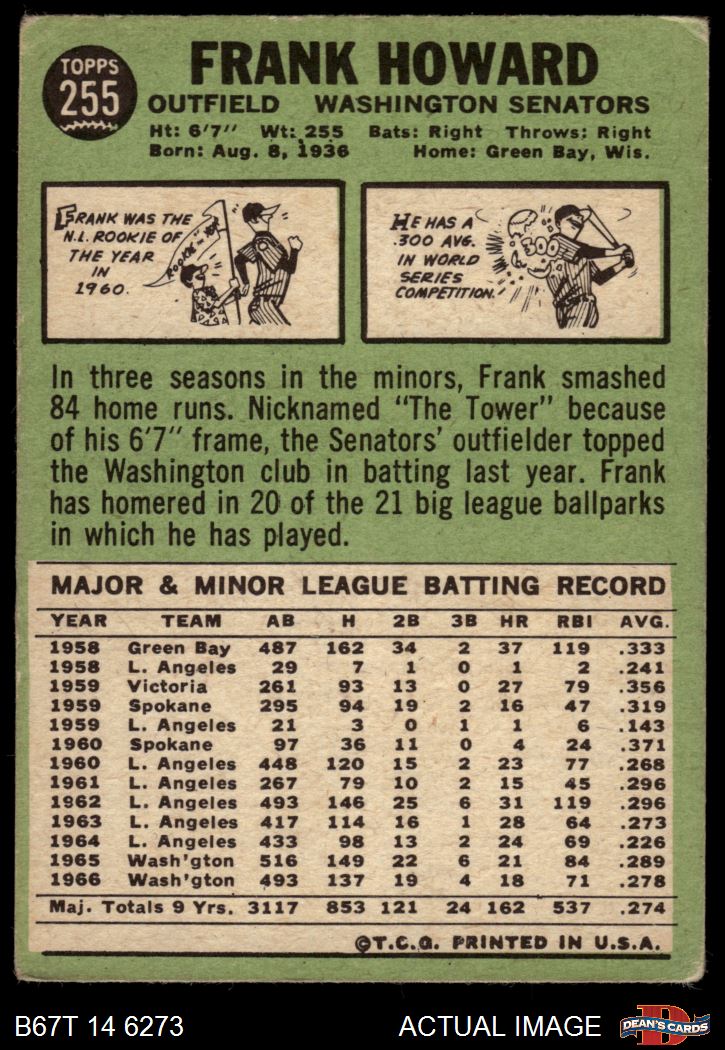 TOPPS
255
FRANK HOWARD
OUTFIELD WASHINGTON SENATORS
Ht: 6'7" Wt: 255 Bats: Right Throws: Right
Born: Aug. 8, 1936 Home: Green Bay, Wis.
FRANK WAS THE
N.L. ROOKIE OF
THE YEAR
IN
1960.
ROOKIE
HE HAS A
.300 AVG.
IN WORLD
SERIES
COMPETITION.
300
In three seasons in the minors, Frank smashed
84 home runs. Nicknamed "The Tower" because
of his 6'7" frame, the Senators' outfielder topped
the Washington club in batting last year. Frank
has homered in 20 of the 21 big league ballparks
in which he has played.
MAJOR & MINOR LEAGUE BATTING RECORD
YEAR TEAM AB H 2B 3B HR RBI AVG.
1958 Green Bay 487 162 34 2 37 119 .333
1958 L. Angeles 29 7 1 0 1 2 .241
1959 Victoria 261 93 13 0 27 79 .356
1959 Spokane 295 94 19 2 16 47 .319
1959 L. Angeles 21 3 0 1 1 6 .143
1960 Spokane 97 36 11 0 4 24 .371
1960 L. Angeles 448 120 15 2 23 77 .268
1961 L. Angeles 267 79 10 2 15 45 .296
1962 L. Angeles 493 146 25 6 31 119 .296
1963 L. Angeles 417 114 16 1 28 64 .273
1964 L. Angeles 433 98 13 2 24 69 .226
1965 Wash'gton 516 149 22 6 21 84 .289
1966 Wash'gton 493 137 19 4 18 71 .278
Maj. Totals 9 Yrs. 3117 853 121 24 162 537 .274
©T.C.G. PRINTED IN U.S.A.
B67T 14 6273 ACTUAL IMAGE
DEAN'S CARDS